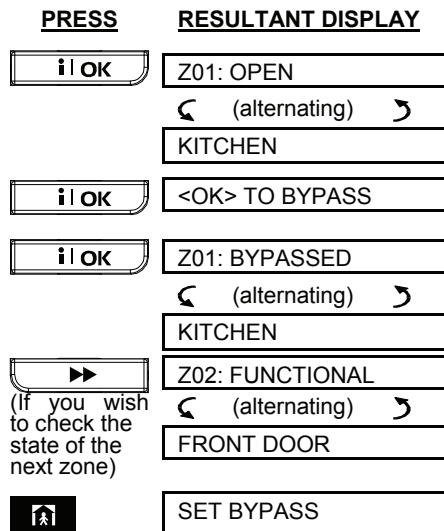 PRESS RESULTANT DISPLAY
i OK Z01: OPEN
(alternating)
KITCHEN
i OK <OK> TO BYPASS
i OK Z01: BYPASSED
(alternating)
KITCHEN
Z02: FUNCTIONAL
(If you wish
to check the
state of the
next zone)
(alternating)
FRONT DOOR
SET BYPASS